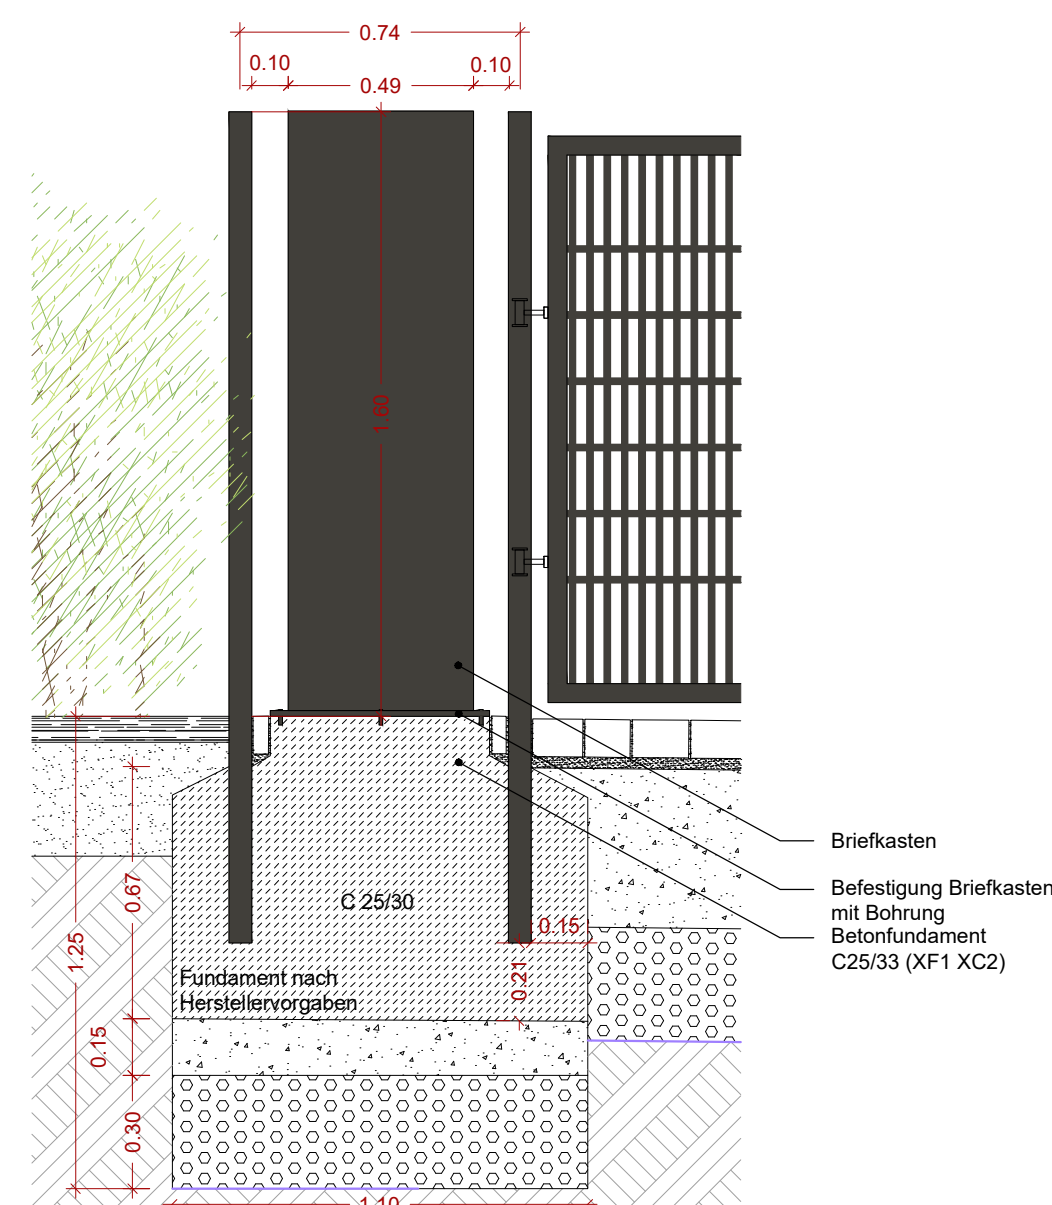 0.74
0.10
0.10
0.49
1.60
Briefkasten
Befestigung Briefkasten
mit Bohrung
Betonfundament
C25/33 (XF1 XC2)
0.67
C 25/30
0.15
1.25
0.21
Fundament nach
Herstellervorgaben
0.15
0.30
1.10